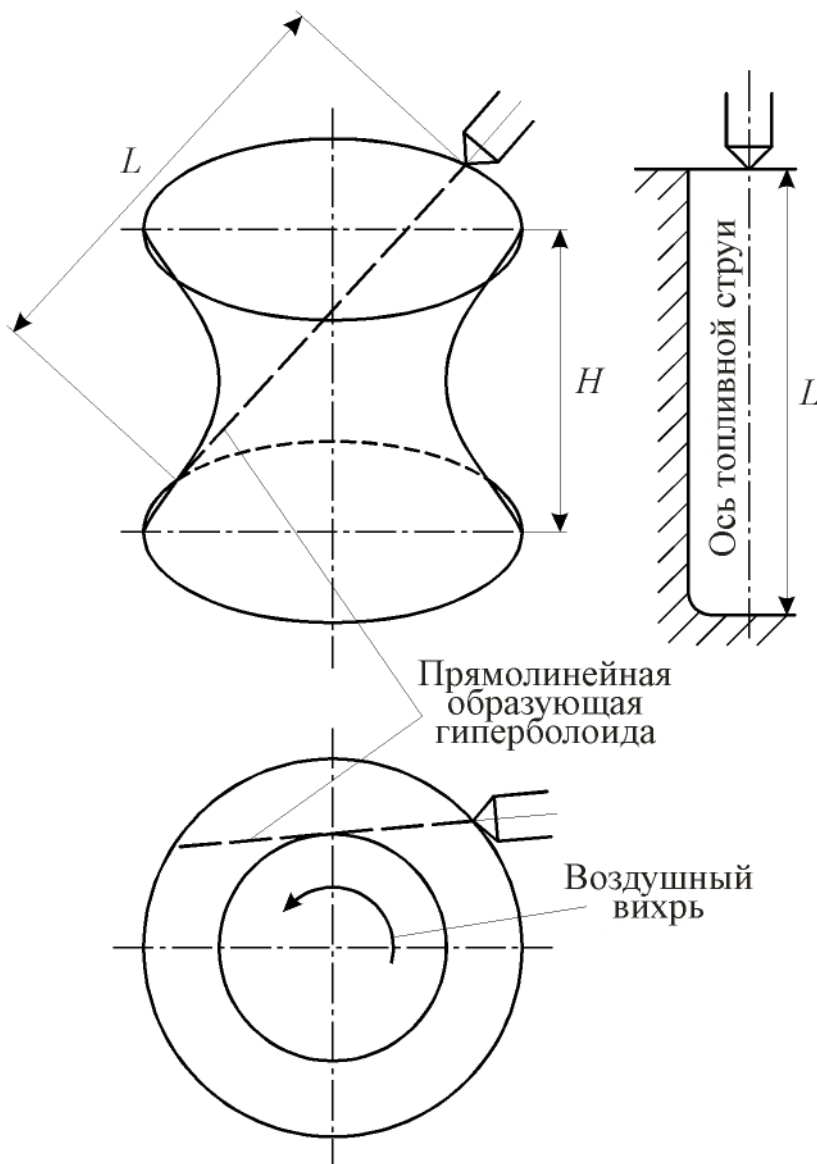 L
H
Ось топливной струи
L
Прямолинейная
образующая
гиперболоида
Воздушный
вихрь